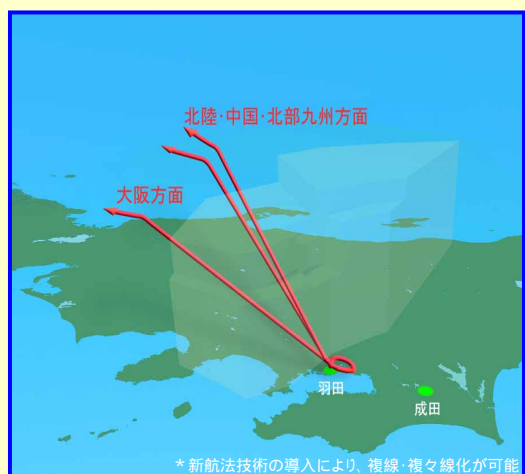 北陸・中国・北部九州方面
大阪方面
羽田
成田
*新航法技術の導入により、複線・複々線化が可能